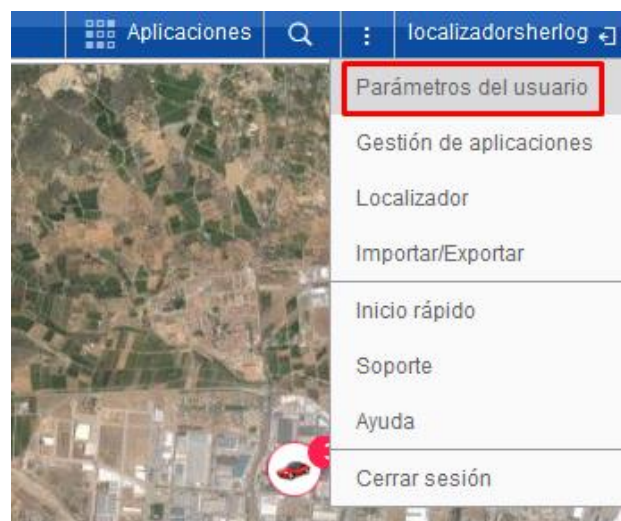 Aplicaciones
localizadorsherlog
Parámetros del usuario
Gestión de aplicaciones
Localizador
Importar/Exportar
Inicio rápido
Soporte
Ayuda
Cerrar sesión